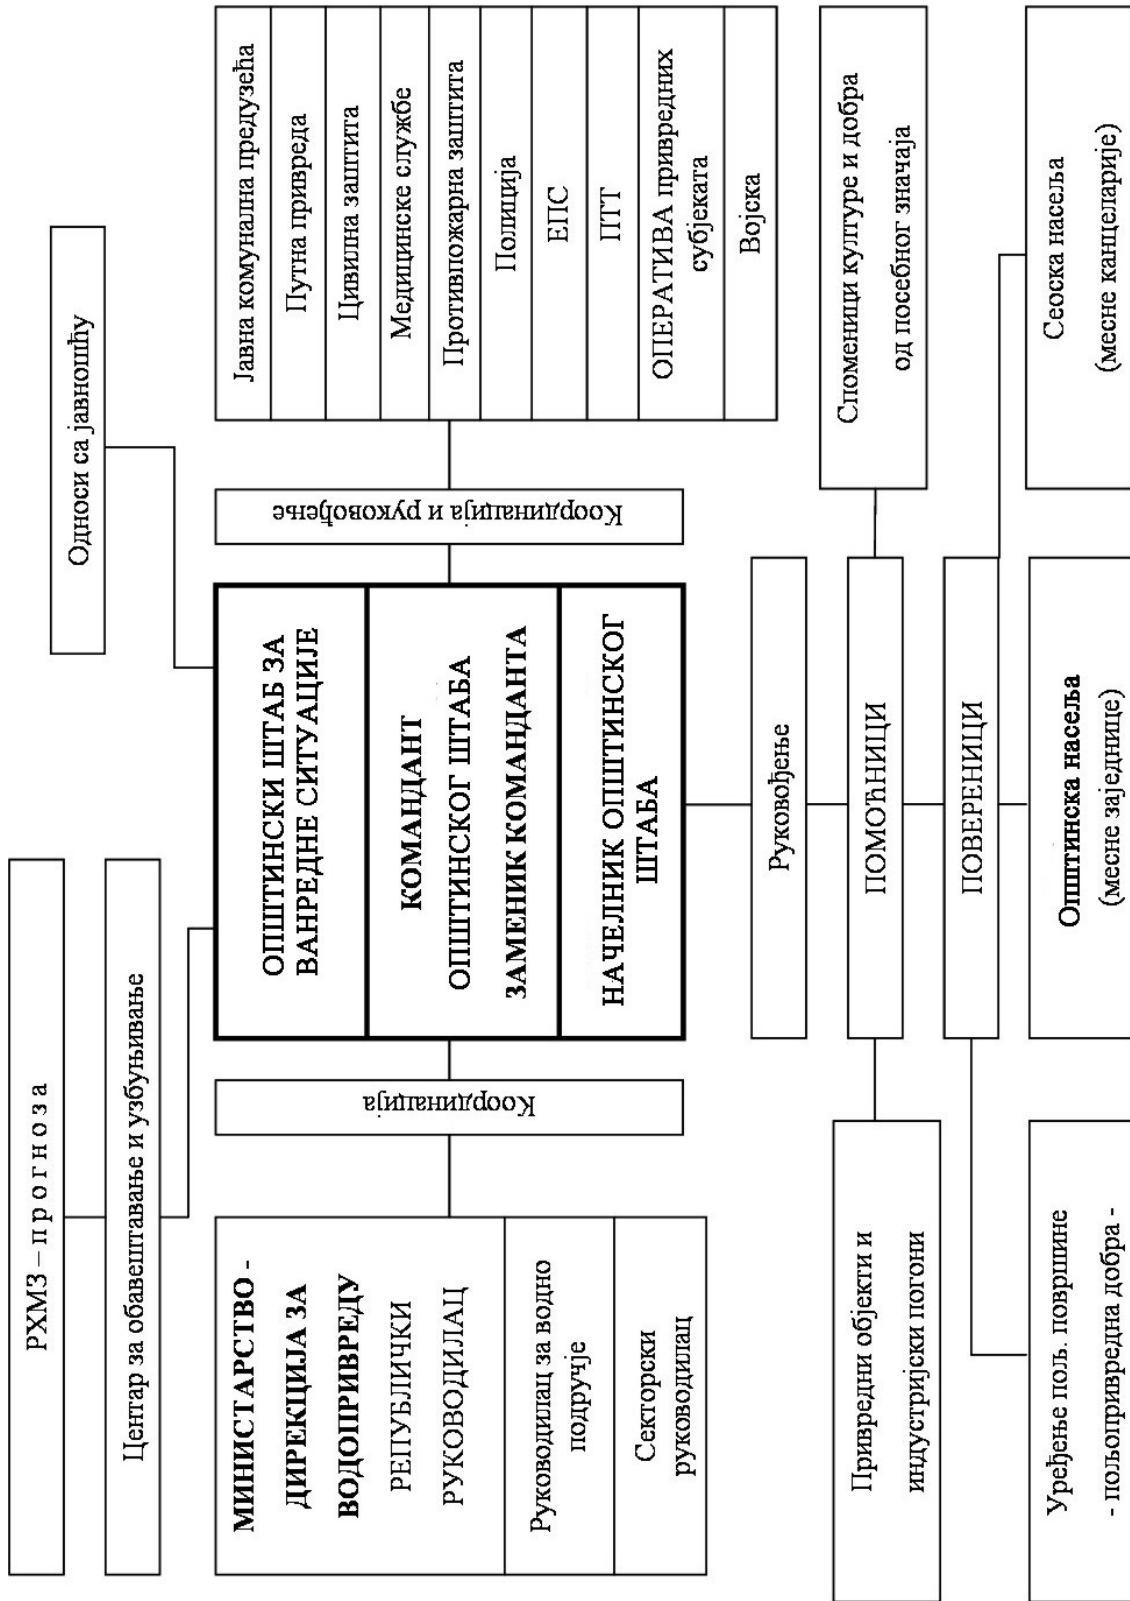 РХМЗ – п р о г н о з а
Центар за обавештавање и узбуњивање
Односи са јавношћу
МИНИСТАРСТВО -
ДИРЕКЦИЈА ЗА
ВОДОПРИВРЕДУ
РЕПУБЛИЧКИ
РУКОВОДИЛАЦ
Руководилац за водно
подручје
Секторски
руководилац
Координација
ОПШТИНСКИ ШТАБ ЗА
ВАНРЕДНЕ СИТУАЦИЈЕ
КОМАНДАНТ
ОПШТИНСКОГ ШТАБА
ЗАМЕНИК КОМАНДАНТА
НАЧЕЛНИК ОПШТИНСКОГ
ШТАБА
Координација и руковођење
Јавна комунална предузећа
Путна привреда
Цивилна заштита
Медицинске службе
Противпожарна заштита
Полиција
ЕПС
ПТТ
ОПЕРАТИВА привредних
субјеката
Војска
Руковођење
Привредни објекти и
индустријски погони
ПОМОЋНИЦИ
Споменици културе и добра
од посебног значаја
ПОВЕРЕНИЦИ
Уређење пољ. површине
- пољопривредна добра -
Општинска насеља
(месне заједнице)
Сеоска насеља
(месне канцеларије)